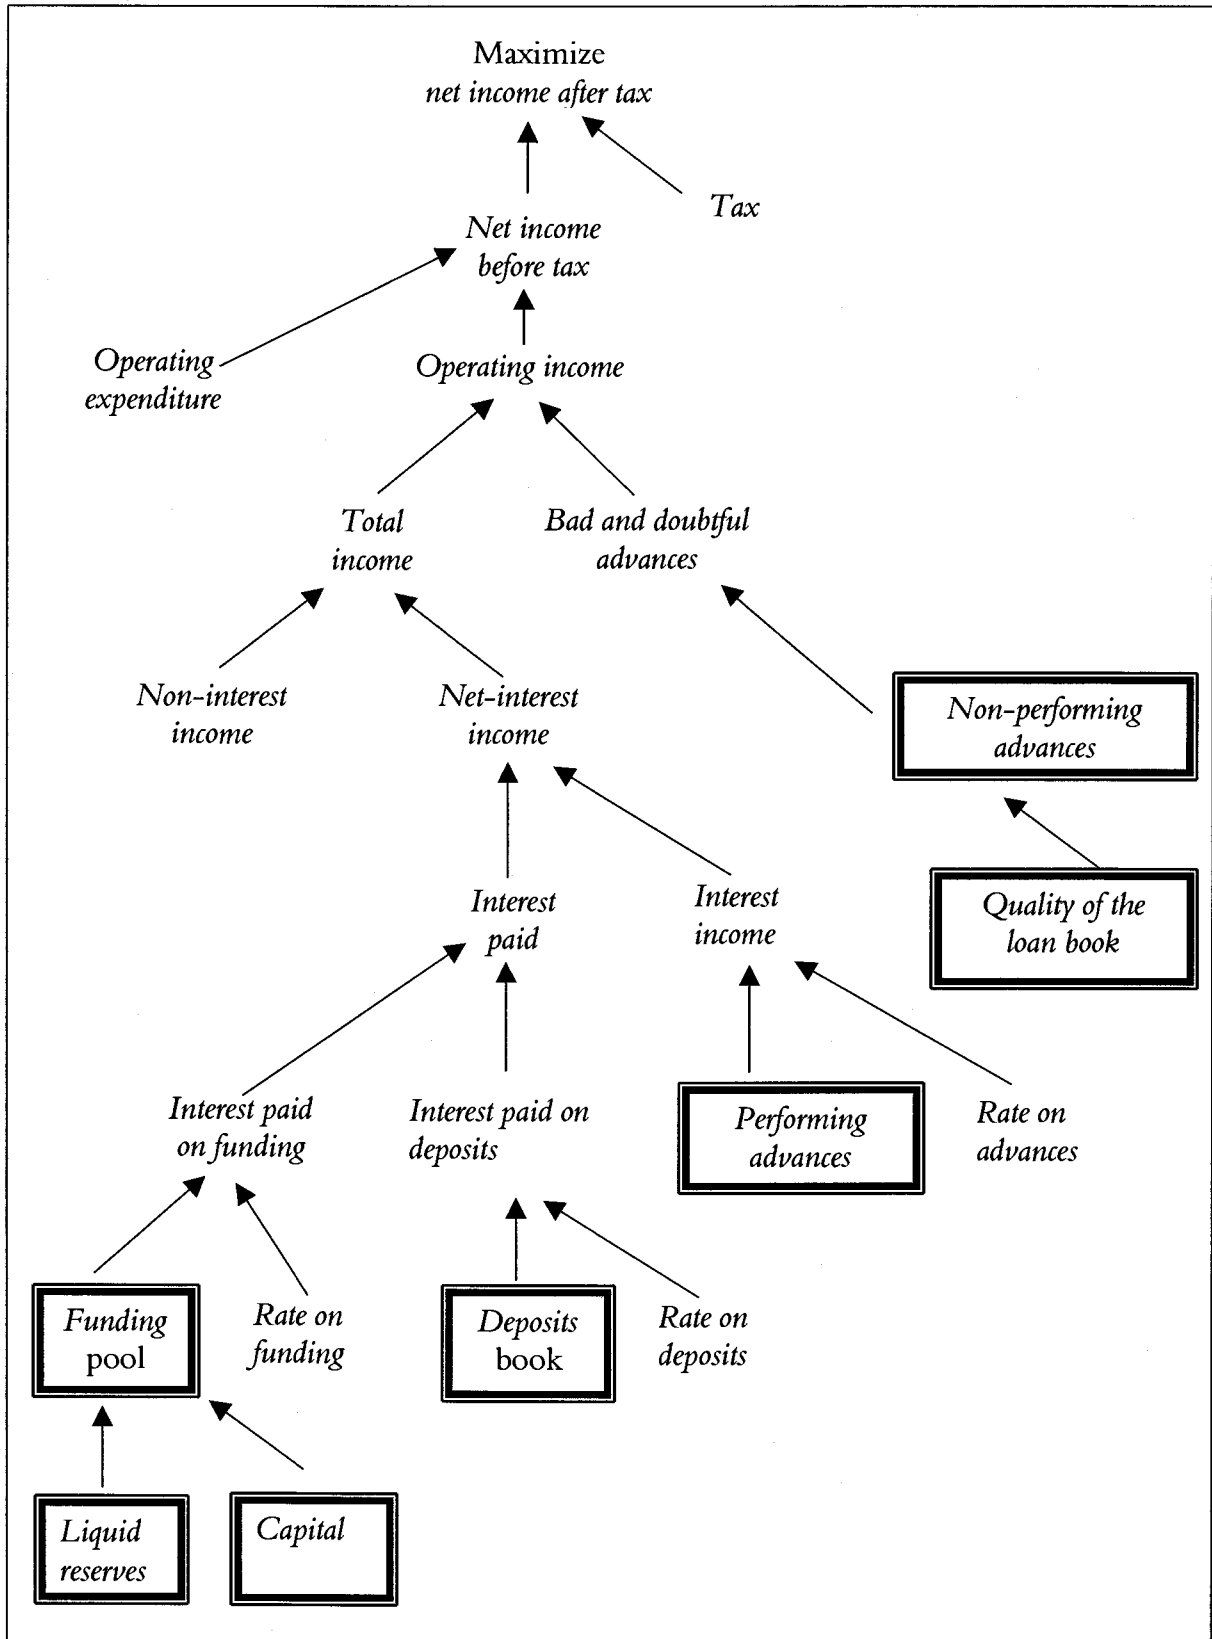 Maximize
net income after tax
Tax
Net income
before tax
Operating
expenditure
Operating income
Total
income
Bad and doubtful
advances
Non-interest
income
Net-interest
income
Non-performing
advances
Interest
paid
Interest
income
Quality of the
loan book
Interest paid
on funding
Interest paid on
deposits
Performing
advances
Rate on
advances
Funding
pool
Rate on
funding
Deposits
book
Rate on
deposits
Liquid
reserves
Capital